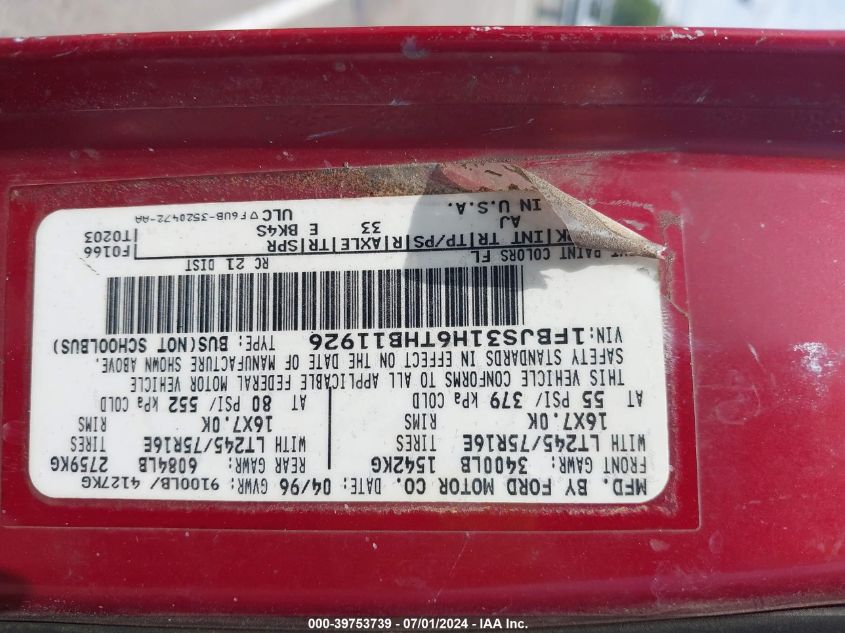 MFD. BY FORD MOTOR CO. DATE: 04/96 GVWR: 9100LB/ 4127KG
FRONT GAWR: 3400LB 1542KG REAR GAWR: 6084LB 2759KG
WITH LT245/75R16E TIRES WITH LT245/75R16E TIRES
16X7.0K RIMS 16X7.0K RIMS
AT 55 PSI/ 379 kPa COLD AT 80 PSI/ 552 kPa COLD
THIS VEHICLE CONFORMS TO ALL APPLICABLE FEDERAL MOTOR VEHICLE
SAFETY STANDARDS IN EFFECT ON THE DATE OF MANUFACTURE SHOWN ABOVE.
VIN: 1FBJS31H6THB11926 TYPE: BUS(NOT SCHOOLBUS)
PAINT COLORS FL RC 21 DIST F0166
INT TR|TP/PS|R|AXLE|TR|SPR T0203
AJ 33 E BK4S
IN U.S.A. ULC ▽ F6UB-3520472-AA
000-39753739 - 07/01/2024 - IAAI.com